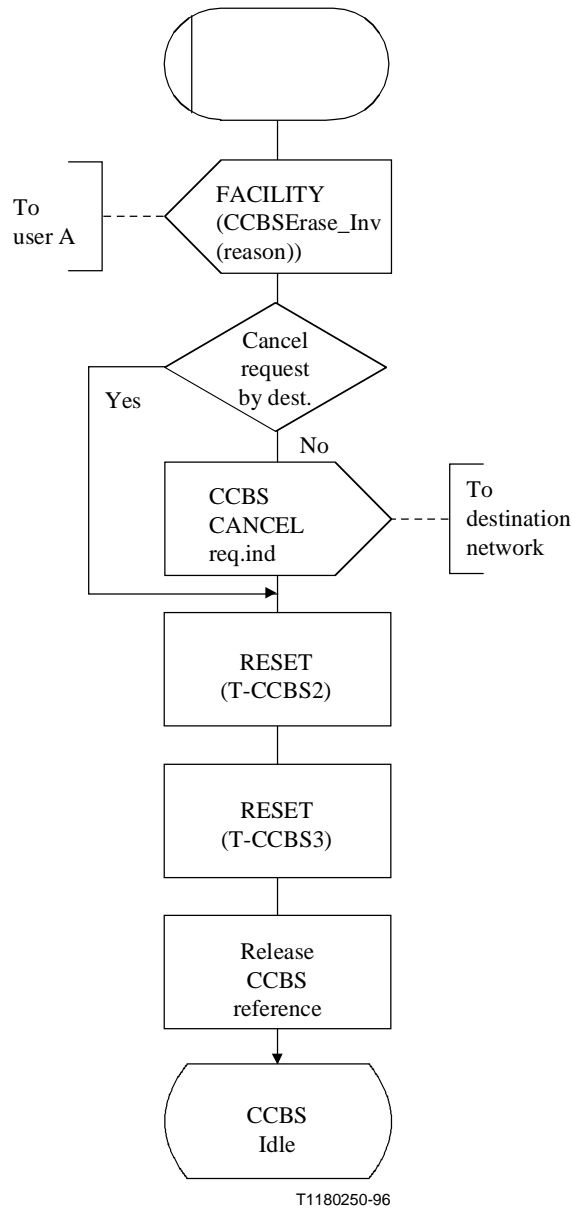 To
user A
FACILITY
(CCBSErase_Inv
(reason))
Cancel
request
by dest.
Yes
No
CCBS
CANCEL
req.ind
To
destination
network
RESET
(T-CCBS2)
RESET
(T-CCBS3)
Release
CCBS
reference
CCBS
Idle
T1180250-96